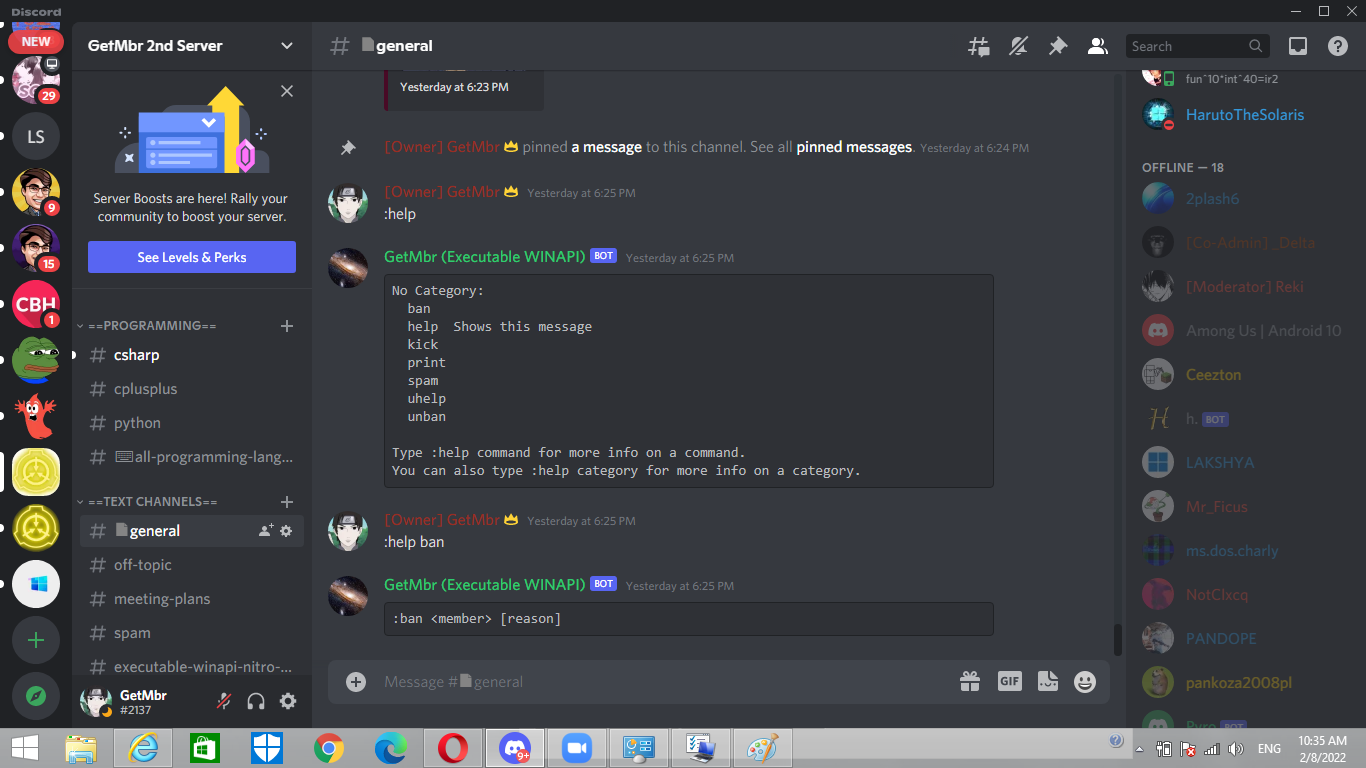 Discord
NEW
29
LS
9
15
CBH
1
GetMbr 2nd Server
Server Boosts are here! Rally your
community to boost your server.
See Levels & Perks
==PROGRAMMING==
csharp
cplusplus
python
all-programming-lang...
==TEXT CHANNELS==
general
off-topic
meeting-plans
spam
executable-winapi-nitro-...
GetMbr
#2137
general
Search
Yesterday at 6:23 PM
[Owner] GetMbr pinned a message to this channel. See all pinned messages. Yesterday at 6:24 PM
[Owner] GetMbr Yesterday at 6:25 PM
:help
GetMbr (Executable WINAPI) BOT Yesterday at 6:25 PM
No Category:
ban
help Shows this message
kick
print
spam
uhelp
unban
Type :help command for more info on a command.
You can also type :help category for more info on a category.
[Owner] GetMbr Yesterday at 6:25 PM
:help ban
GetMbr (Executable WINAPI) BOT Yesterday at 6:25 PM
:ban <member> [reason]
Message #general
GIF
fun^10*int^40=ir2
HarutoTheSolaris
OFFLINE — 18
2plash6
[Co-Admin] _Delta
[Moderator] Reki
Among Us | Android 10
Ceezton
h. BOT
LAKSHYA
Mr_Ficus
ms.dos.charly
NotClxcq
PANDOPE
pankoza2008pl
Pyro BOT
9+
ENG
10:35 AM
2/8/2022